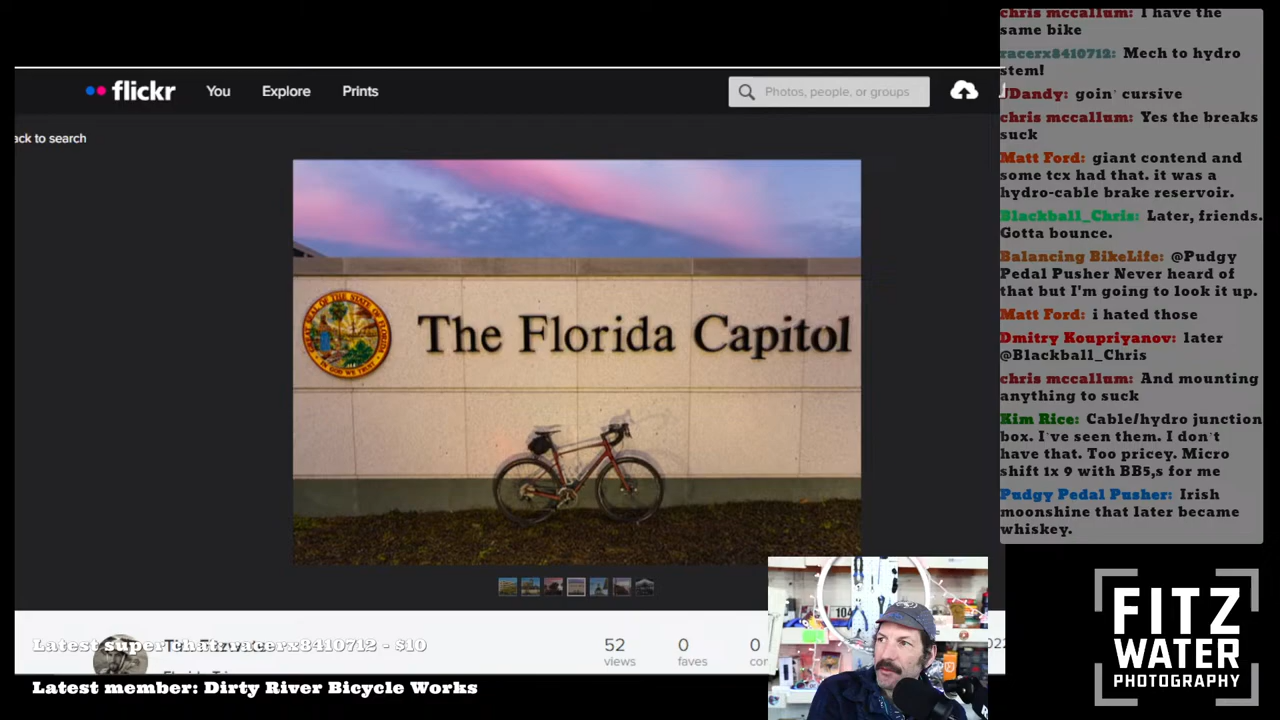 flickr
You
Explore
Prints
Photos, people, or groups
ack to search
The Florida Capitol
52
views
0
faves
0
Latest super chat: racerx8410712 - $10
Latest member: Dirty River Bicycle Works
chris mccallum: I have the
same bike
racerx8410712: Mech to hydro
stem!
JDandy: goin' cursive
chris mccallum: Yes the breaks
suck
Matt Ford: giant contend and
some tcx had that. it was a
hydro-cable brake reservoir.
Blackball_Chris: Later, friends.
Gotta bounce.
Balancing BikeLife: @Pudgy
Pedal Pusher Never heard of
that but I'm going to look it up.
Matt Ford: i hated those
Dmitry Koupriyanov: later
@Blackball_Chris
chris mccallum: And mounting
anything to suck
Kim Rice: Cable/hydro junction
box. I've seen them. I don't
have that. Too pricey. Micro
shift 1x 9 with BB5,s for me
Pudgy Pedal Pusher: Irish
moonshine that later became
whiskey.
FITZ
WATER
PHOTOGRAPHY
104